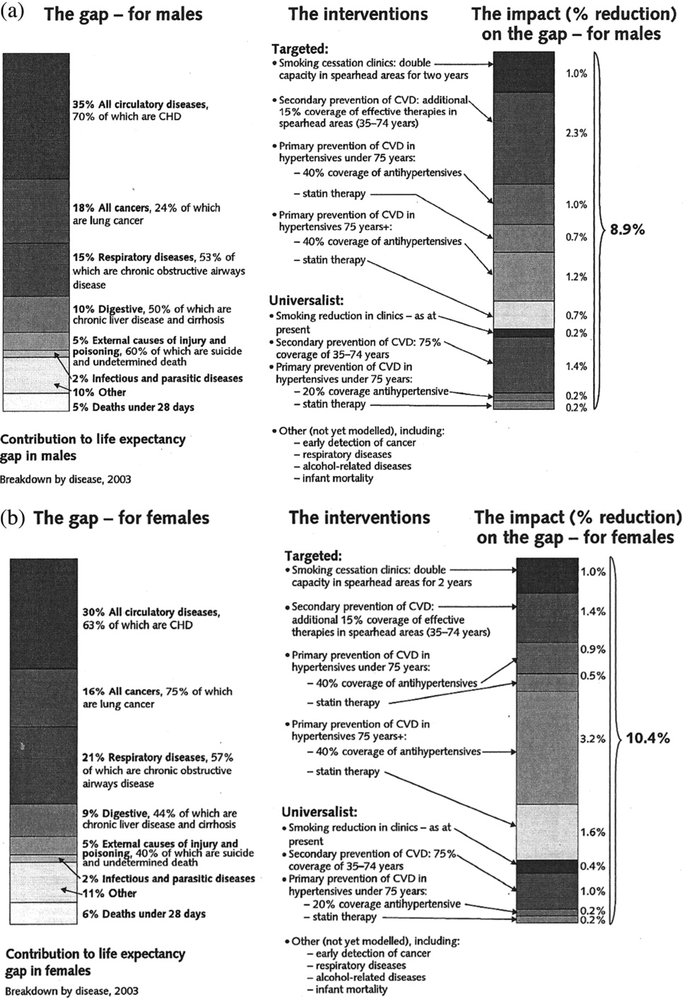 (a) The gap – for males
35% All circulatory diseases,
70% of which are CHD
18% All cancers, 24% of which
are lung cancer
15% Respiratory diseases, 53% of
which are chronic obstructive airways
disease
10% Digestive, 50% of which are
chronic liver disease and cirrhosis
5% External causes of injury and
poisoning, 60% of which are suicide
and undetermined death
2% Infectious and parasitic diseases
10% Other
5% Deaths under 28 days
Contribution to life expectancy
gap in males
Breakdown by disease, 2003
The interventions
Targeted:
• Smoking cessation clinics: double
capacity in spearhead areas for two years
• Secondary prevention of CVD: additional
15% coverage of effective therapies in
spearhead areas (35–74 years)
• Primary prevention of CVD in
hypertensives under 75 years:
– 40% coverage of antihypertensives
– statin therapy
• Primary prevention of CVD in
hypertensives 75 years+:
– 40% coverage of antihypertensives
– statin therapy
Universalist:
• Smoking reduction in clinics – as at
present
• Secondary prevention of CVD: 75%
coverage of 35–74 years
• Primary prevention of CVD in
hypertensives under 75 years:
– 20% coverage antihypertensive
– statin therapy
• Other (not yet modelled), including:
– early detection of cancer
– respiratory diseases
– alcohol-related diseases
– infant mortality
The impact (% reduction)
on the gap – for males
1.0%
2.3%
1.0%
0.7%
1.2%
0.7%
0.2%
1.4%
0.2%
0.2%
8.9%
(b) The gap – for females
30% All circulatory diseases,
63% of which are CHD
16% All cancers, 75% of which
are lung cancer
21% Respiratory diseases, 57%
of which are chronic obstructive
airways disease
9% Digestive, 44% of which are
chronic liver disease and cirrhosis
5% External causes of injury and
poisoning, 40% of which are suicide
and undetermined death
2% Infectious and parasitic diseases
11% Other
6% Deaths under 28 days
Contribution to life expectancy
gap in females
Breakdown by disease, 2003
The interventions
Targeted:
• Smoking cessation clinics: double
capacity in spearhead areas for 2 years
• Secondary prevention of CVD:
additional 15% coverage of effective
therapies in spearhead areas (35–74 years)
• Primary prevention of CVD in
hypertensives under 75 years:
– 40% coverage of antihypertensives
– statin therapy
• Primary prevention of CVD in
hypertensives 75 years+:
– 40% coverage of antihypertensives
– statin therapy
Universalist:
• Smoking reduction in clinics – as at
present
• Secondary prevention of CVD: 75%
coverage of 35–74 years
• Primary prevention of CVD in
hypertensives under 75 years:
– 20% coverage antihypertensive
– statin therapy
• Other (not yet modelled), including:
– early detection of cancer
– respiratory diseases
– alcohol-related diseases
– infant mortality
The impact (% reduction)
on the gap – for females
1.0%
1.4%
0.9%
0.5%
3.2%
1.6%
0.4%
1.0%
0.2%
0.2%
10.4%